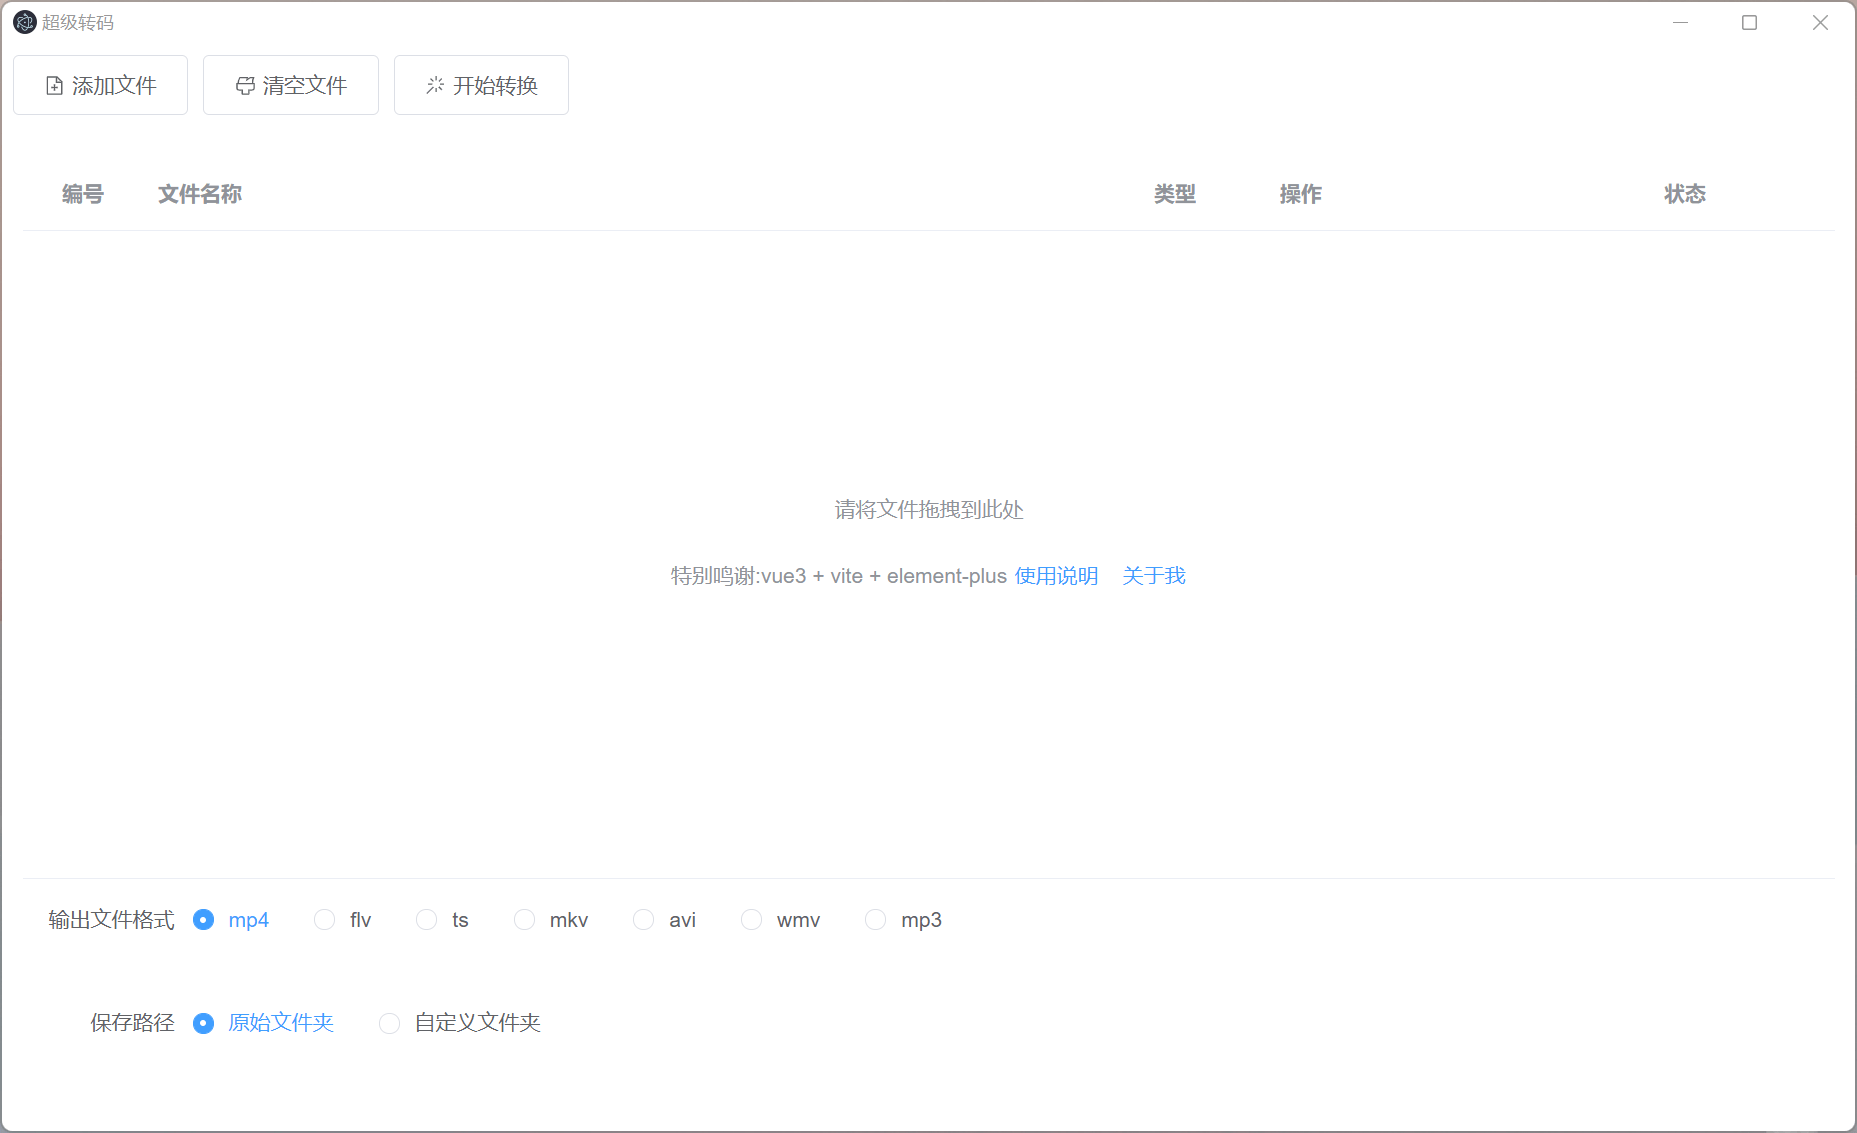 超级转码
添加文件 清空文件 开始转换
编号 文件名称 类型 操作 状态
请将文件拖拽到此处
特别鸣谢:vue3 + vite + element-plus 使用说明 关于我
输出文件格式 mp4 flv ts mkv avi wmv mp3
保存路径 原始文件夹 自定义文件夹